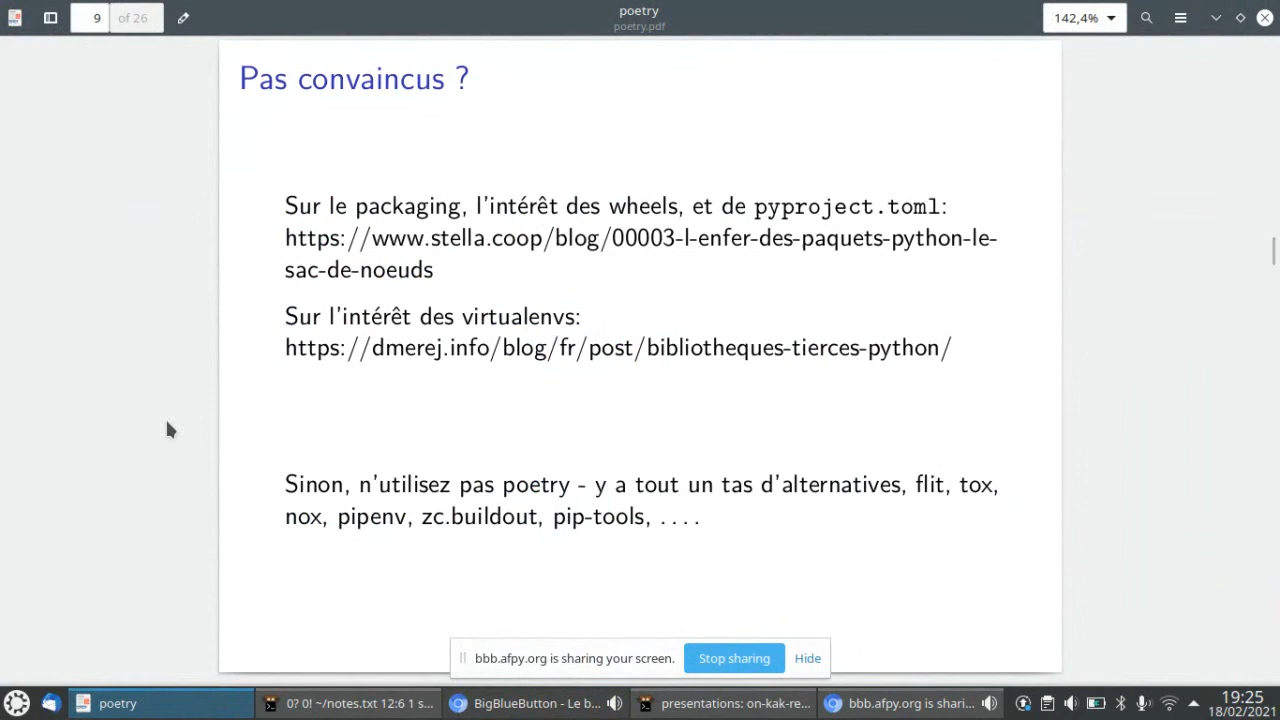 9
of 26
poetry
poetry.pdf
142,4%
Pas convaincus ?
Sur le packaging, l'intérêt des wheels, et de pyproject.toml:
https://www.stella.coop/blog/00003-l-enfer-des-paquets-python-le-
sac-de-noeuds
Sur l'intérêt des virtualenvs:
https://dmerej.info/blog/fr/post/bibliotheques-tierces-python/
Sinon, n'utilisez pas poetry - y a tout un tas d'alternatives, flit, tox,
nox, pipenv, zc.buildout, pip-tools, ....
bbb.afpy.org is sharing your screen.
Stop sharing
Hide
poetry
0? 0! ~/notes.txt 12:6 1 s...
BigBlueButton - Le b...
presentations: on-kak-re...
bbb.afpy.org is shari...
19:25
18/02/2021